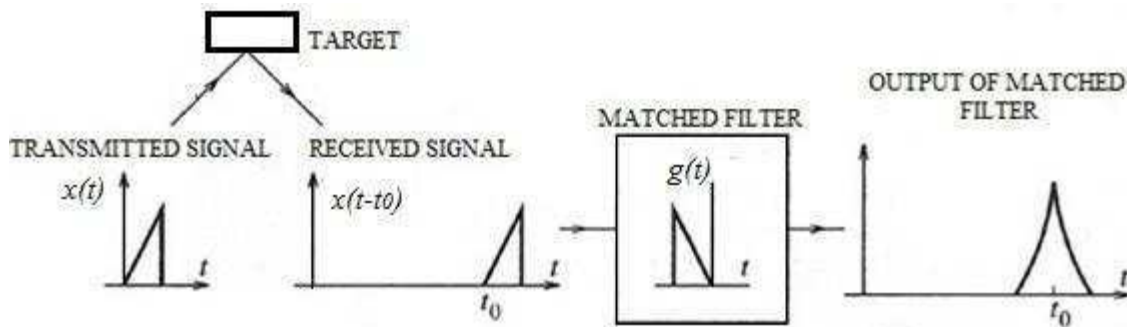 TARGET
OUTPUT OF MATCHED
FILTER
MATCHED FILTER
TRANSMITTED SIGNAL
RECEIVED SIGNAL
x(t)
t
x(t-t0)
t
t0
g(t)
t
t
t0